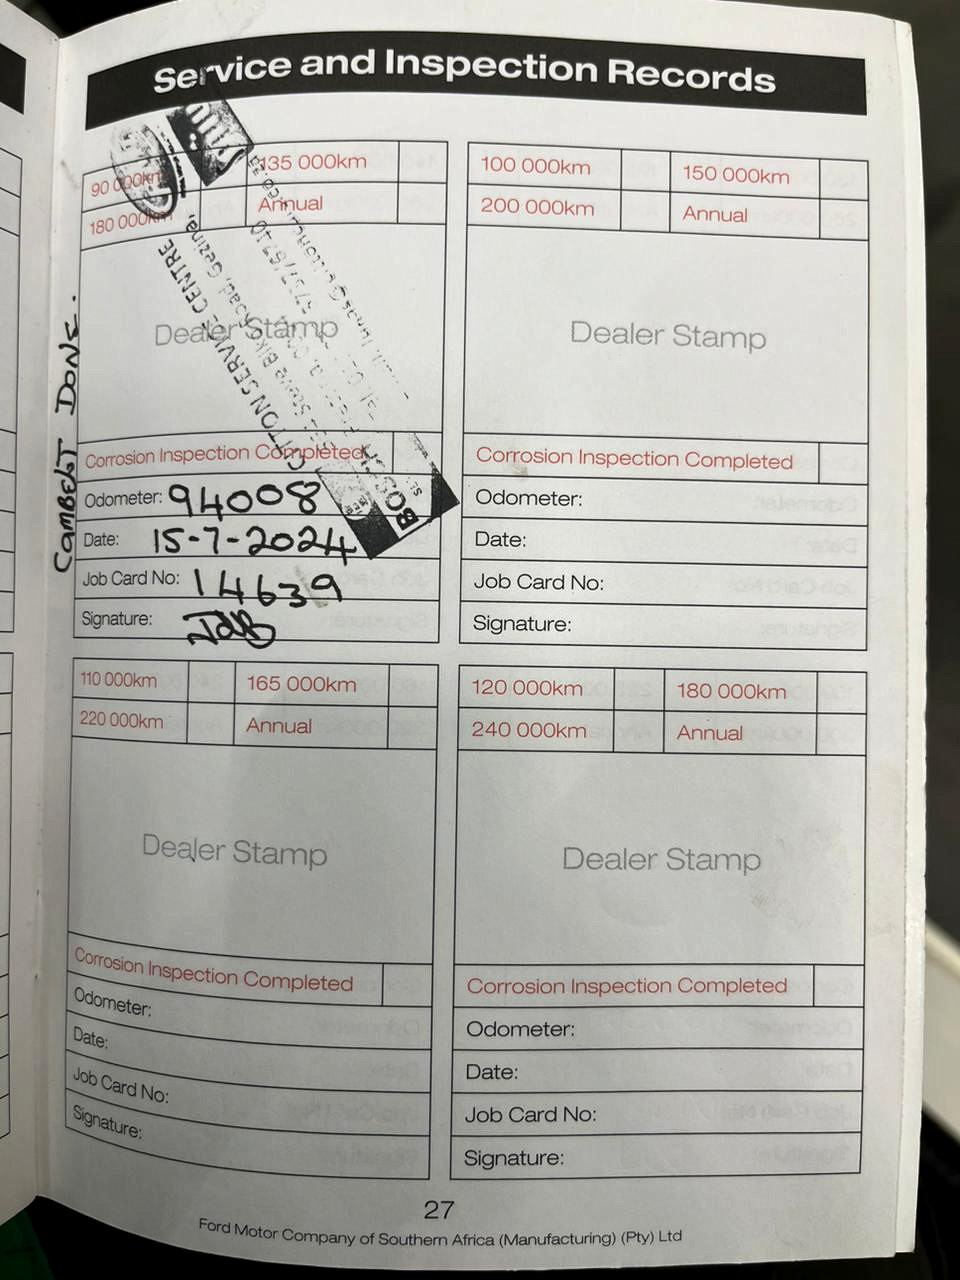 Service and Inspection Records
90 000km 135 000km
180 000km Annual
Dealer Stamp
CENTRE
Road, Gezina,
BOSCH
CAMBELT DONE.
Corrosion Inspection Completed
Odometer: 94008
Date: 15-7-2024
Job Card No: 14639
Signature:
100 000km 150 000km
200 000km Annual
Dealer Stamp
Corrosion Inspection Completed
Odometer:
Date:
Job Card No:
Signature:
110 000km 165 000km
220 000km Annual
Dealer Stamp
Corrosion Inspection Completed
Odometer:
Date:
Job Card No:
Signature:
120 000km 180 000km
240 000km Annual
Dealer Stamp
Corrosion Inspection Completed
Odometer:
Date:
Job Card No:
Signature:
27
Ford Motor Company of Southern Africa (Manufacturing) (Pty) Ltd